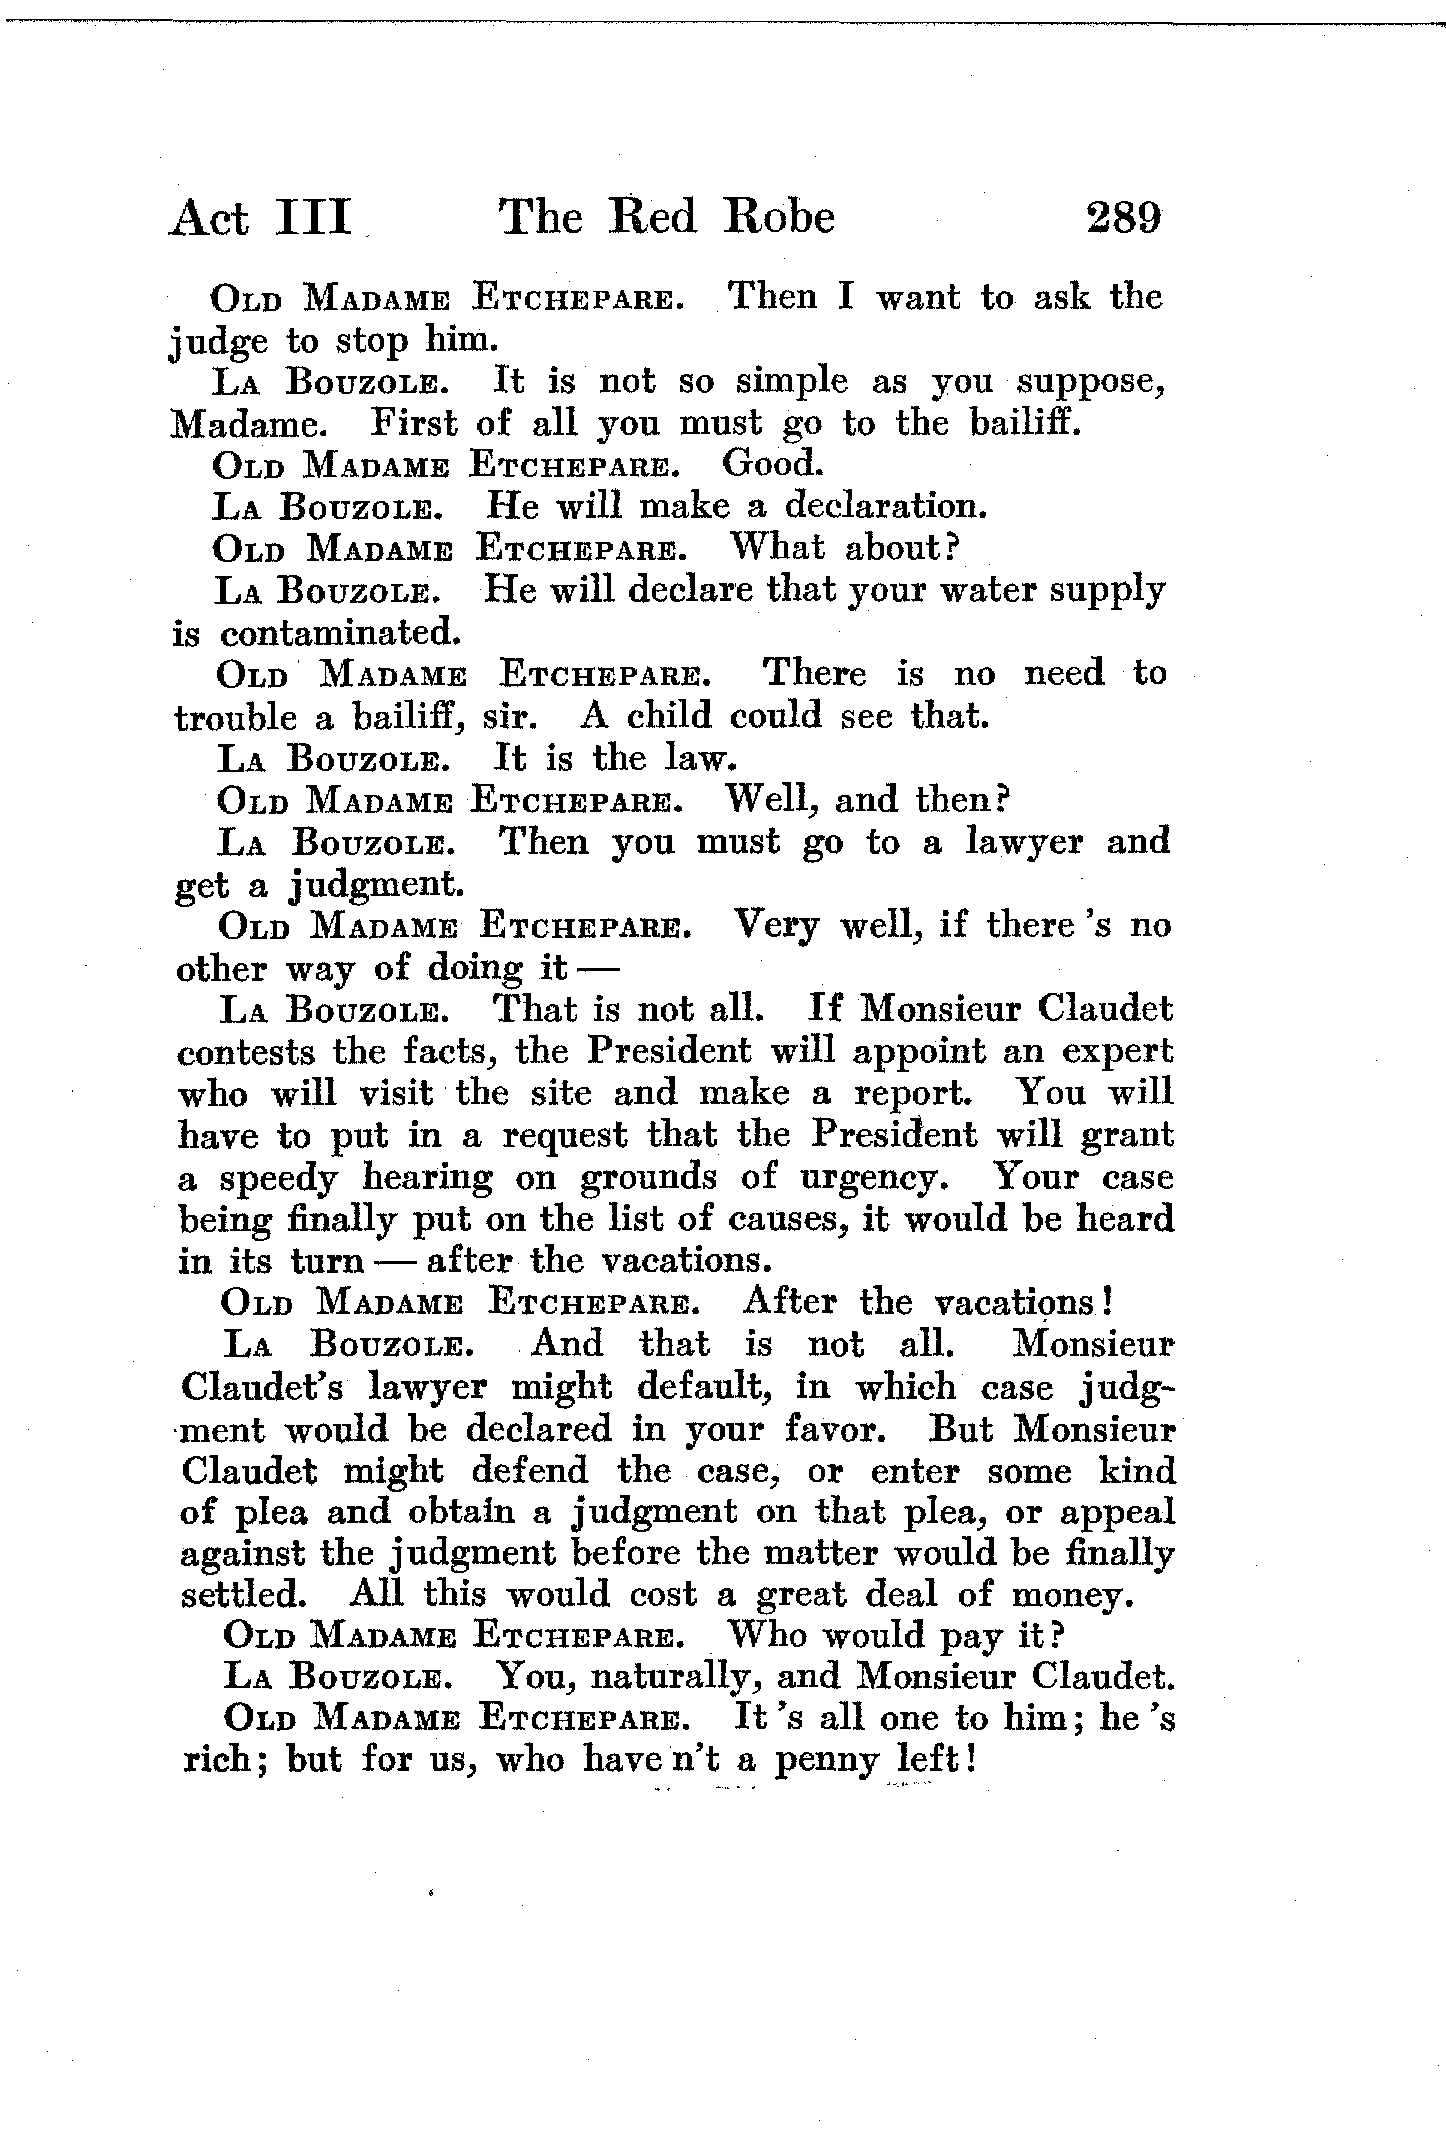 Act III The Red Robe 289
Old Madame Etchepare. Then I want to ask the
judge to stop him.
La Bouzole. It is not so simple as you suppose,
Madame. First of all you must go to the bailiff.
Old Madame Etchepare. Good.
La Bouzole. He will make a declaration.
Old Madame Etchepare. What about?
La Bouzole. He will declare that your water supply
is contaminated.
Old Madame Etchepare. There is no need to
trouble a bailiff, sir. A child could see that.
La Bouzole. It is the law.
Old Madame Etchepare. Well, and then?
La Bouzole. Then you must go to a lawyer and
get a judgment.
Old Madame Etchepare. Very well, if there 's no
other way of doing it —
La Bouzole. That is not all. If Monsieur Claudet
contests the facts, the President will appoint an expert
who will visit the site and make a report. You will
have to put in a request that the President will grant
a speedy hearing on grounds of urgency. Your case
being finally put on the list of causes, it would be heard
in its turn — after the vacations.
Old Madame Etchepare. After the vacations!
La Bouzole. And that is not all. Monsieur
Claudet's lawyer might default, in which case judg-
ment would be declared in your favor. But Monsieur
Claudet might defend the case, or enter some kind
of plea and obtain a judgment on that plea, or appeal
against the judgment before the matter would be finally
settled. All this would cost a great deal of money.
Old Madame Etchepare. Who would pay it?
La Bouzole. You, naturally, and Monsieur Claudet.
Old Madame Etchepare. It 's all one to him; he 's
rich; but for us, who have n't a penny left!